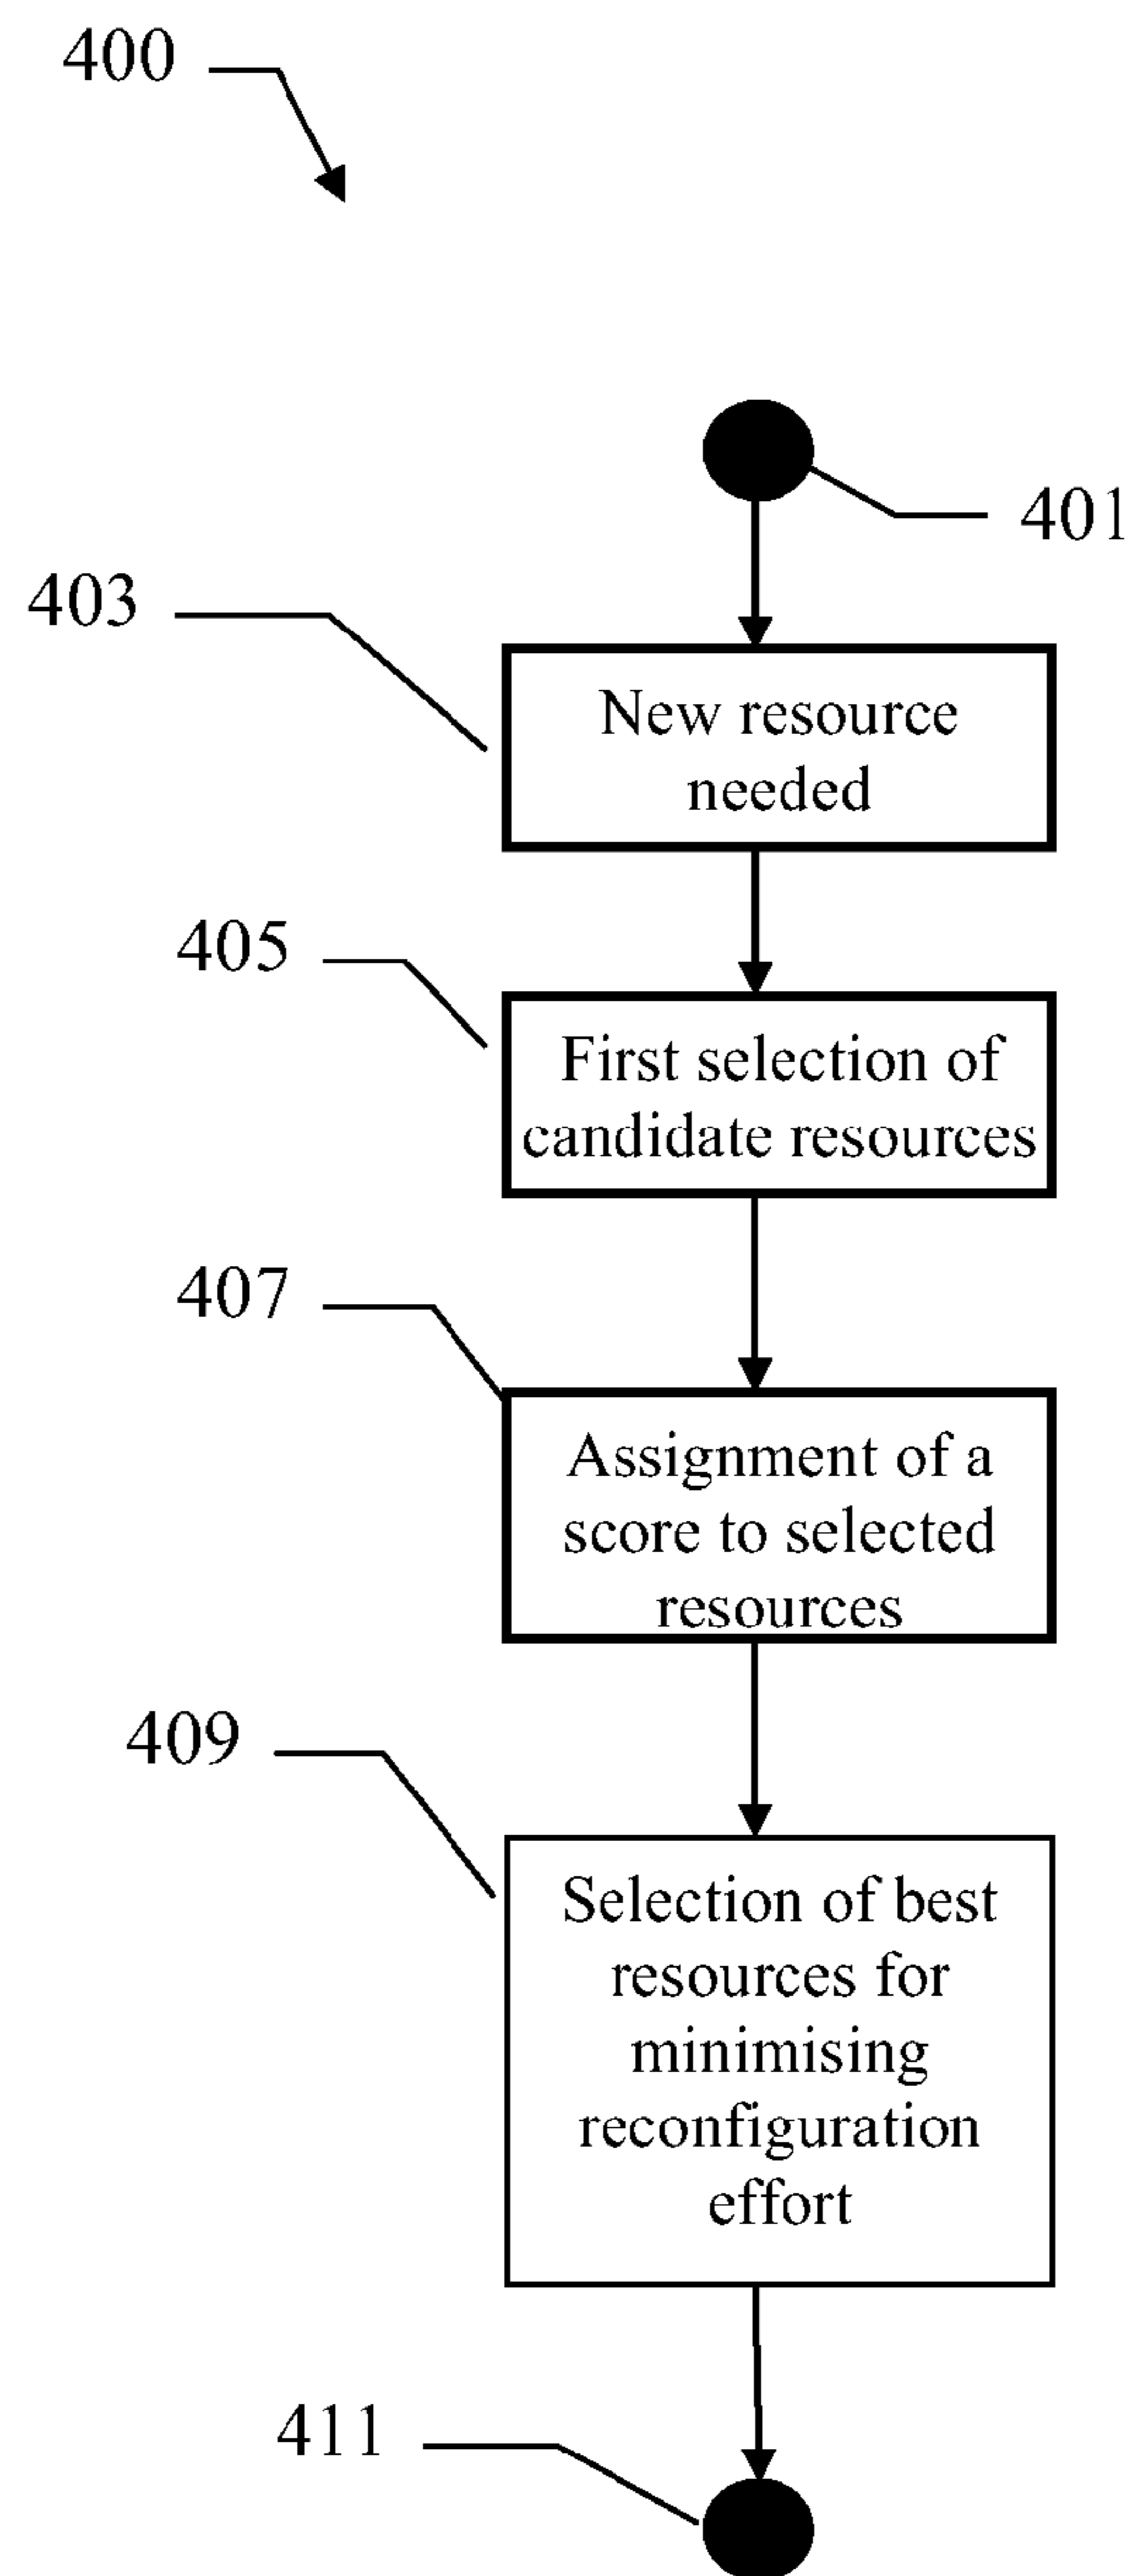 400
401
403
New resource
needed
405
First selection of
candidate resources
407
Assignment of a
score to selected
resources
409
Selection of best
resources for
minimising
reconfiguration
effort
411